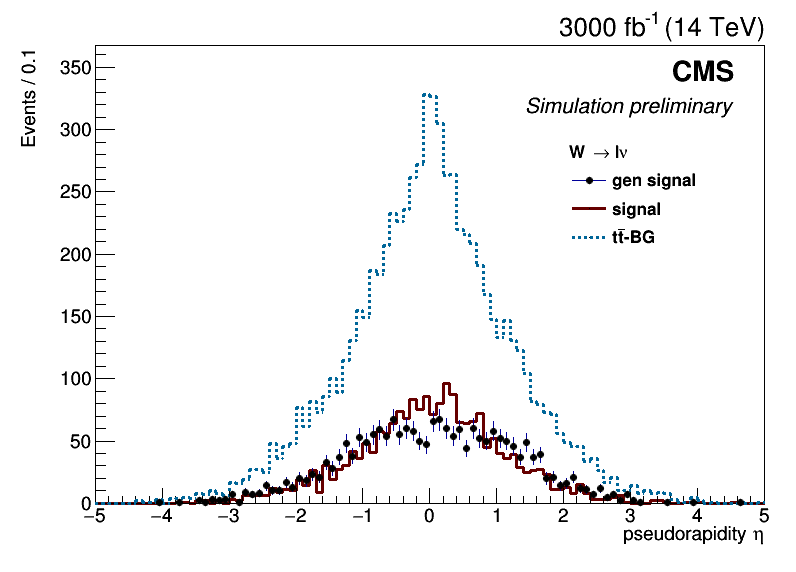 3000 fb⁻¹ (14 TeV)
CMS
Simulation preliminary
W → lν
gen signal
signal
tt̄-BG
Events / 0.1
350
300
250
200
150
100
50
0
−5 −4 −3 −2 −1 0 1 2 3 4 5
pseudorapidity η